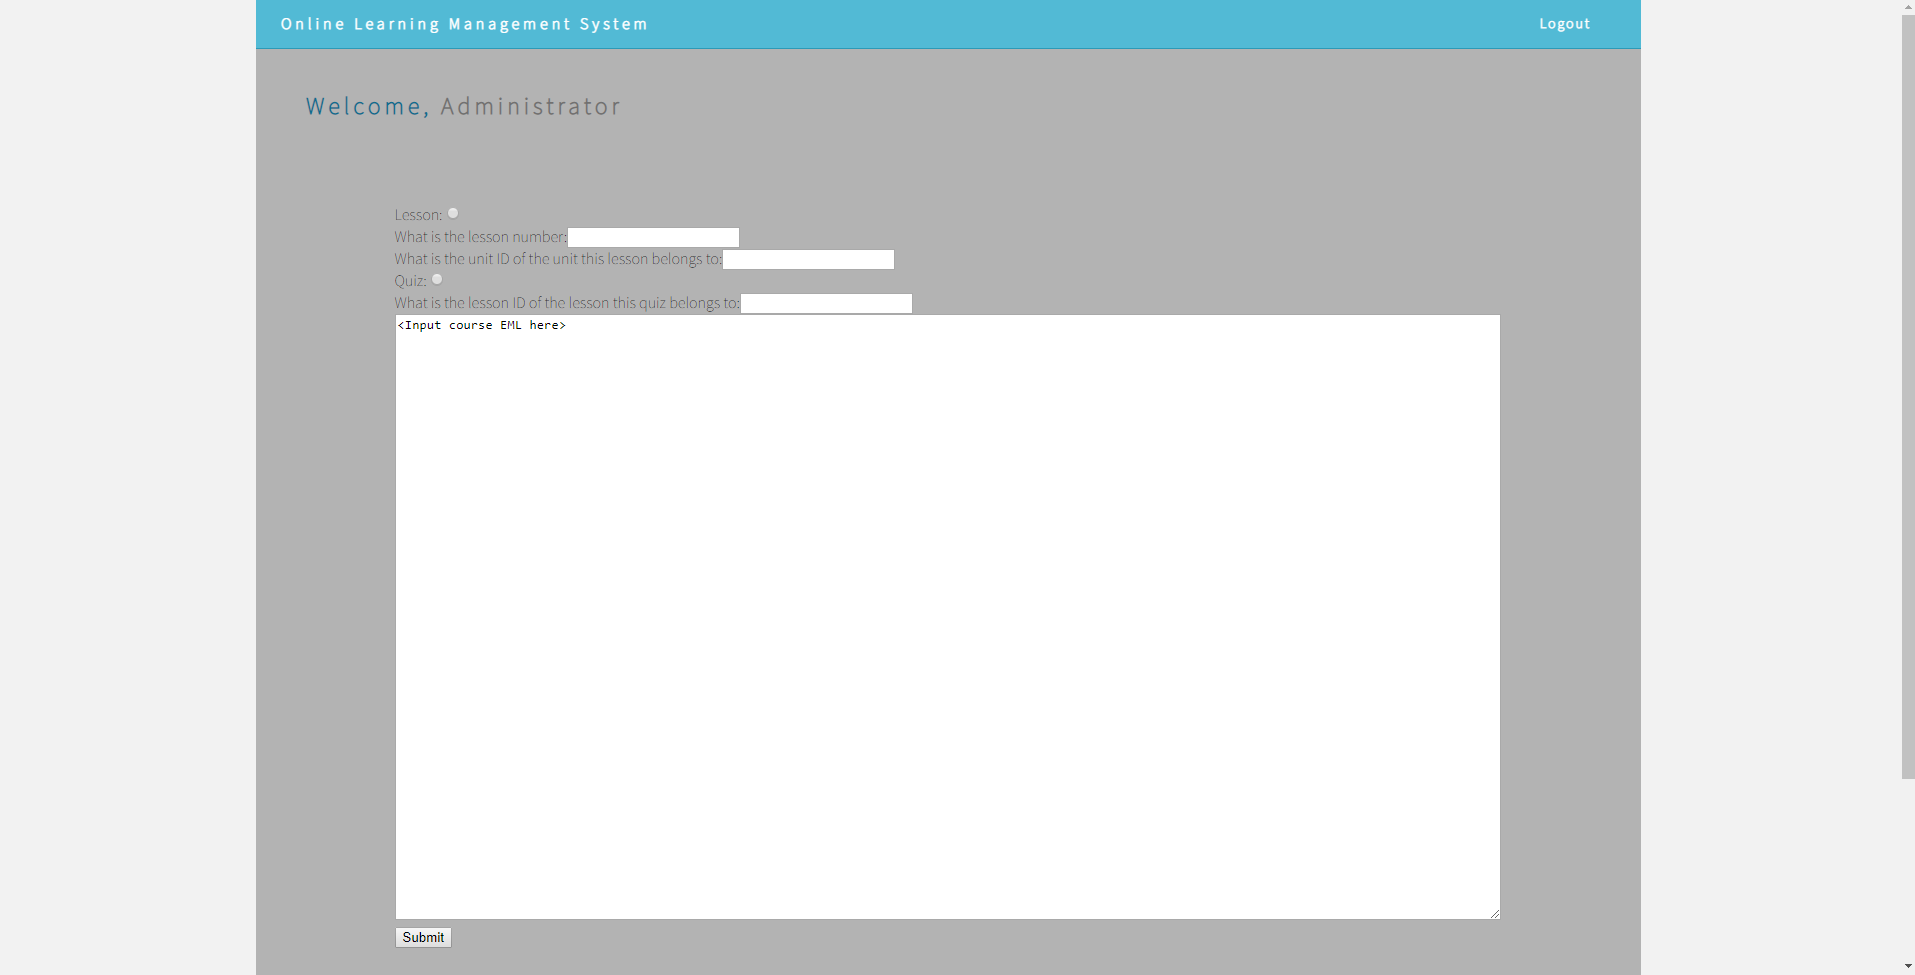 Online Learning Management System
Logout
Welcome, Administrator
Lesson:
What is the lesson number:
What is the unit ID of the unit this lesson belongs to:
Quiz:
What is the lesson ID of the lesson this quiz belongs to:
<Input course EML here>
Submit